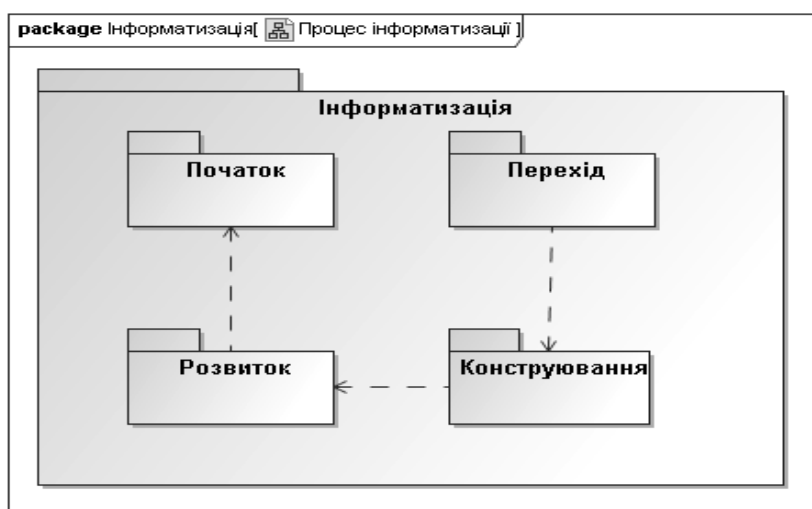 package Інформатизація[ Процес інформатизації ]
Інформатизація
Початок
Перехід
Розвиток
Конструювання